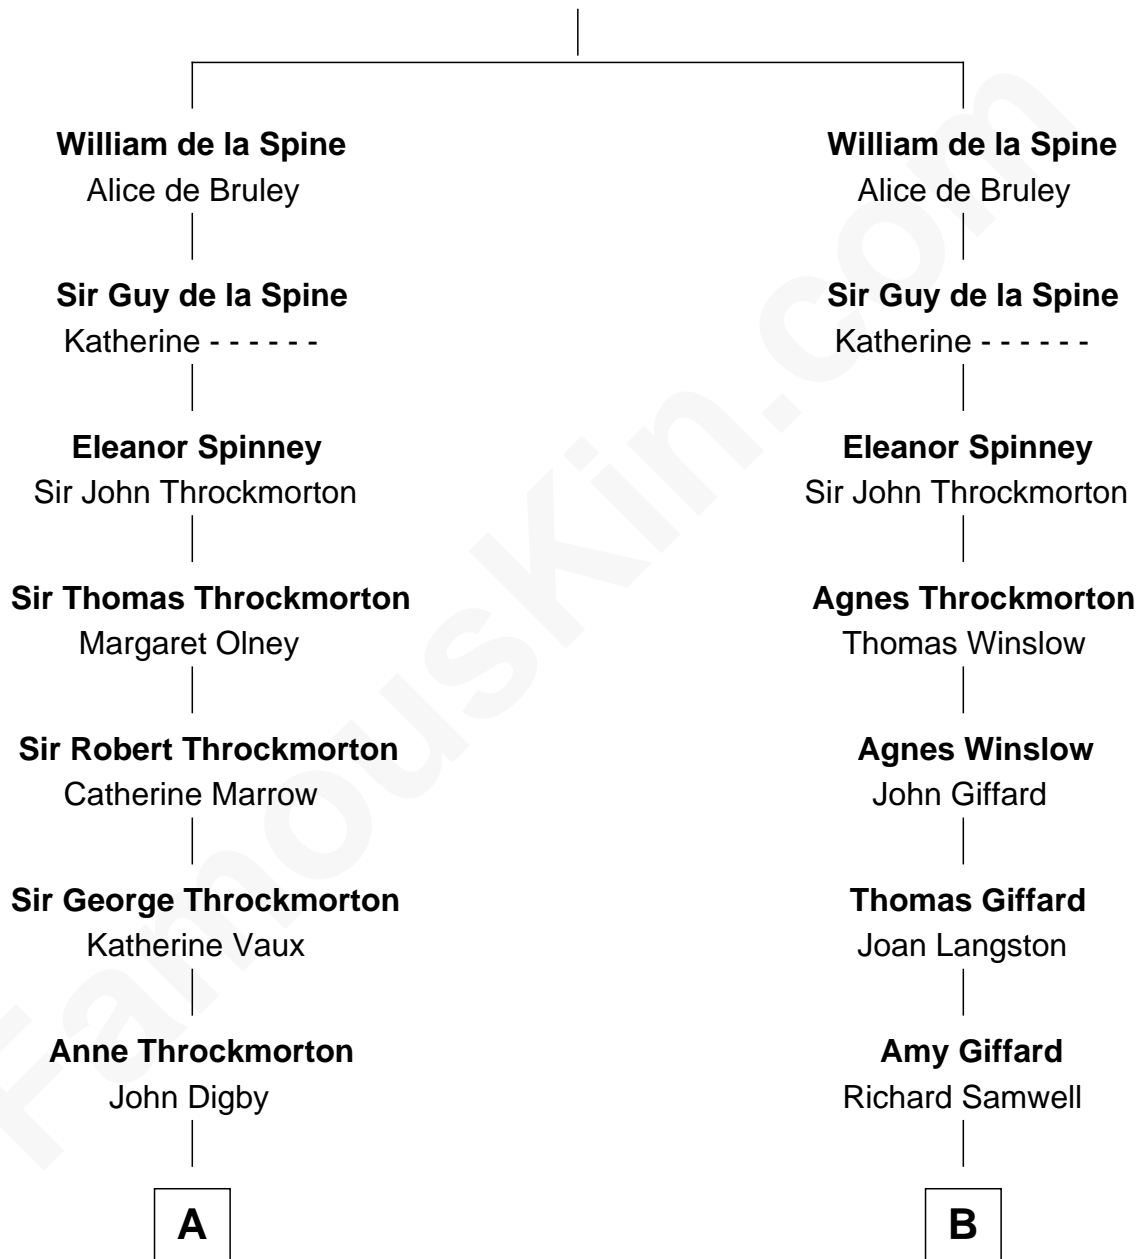 William de la Spine
Alice de Bruley
Sir Guy de la Spine
Katherine - - - - - -
Eleanor Spinney
Sir John Throckmorton
Sir Thomas Throckmorton
Margaret Olney
Sir Robert Throckmorton
Catherine Marrow
Sir George Throckmorton
Katherine Vaux
Anne Throckmorton
John Digby
A
William de la Spine
Alice de Bruley
Sir Guy de la Spine
Katherine - - - - - -
Eleanor Spinney
Sir John Throckmorton
Agnes Throckmorton
Thomas Winslow
Agnes Winslow
John Giffard
Thomas Giffard
Joan Langston
Amy Giffard
Richard Samwell
B
FamousKin.com